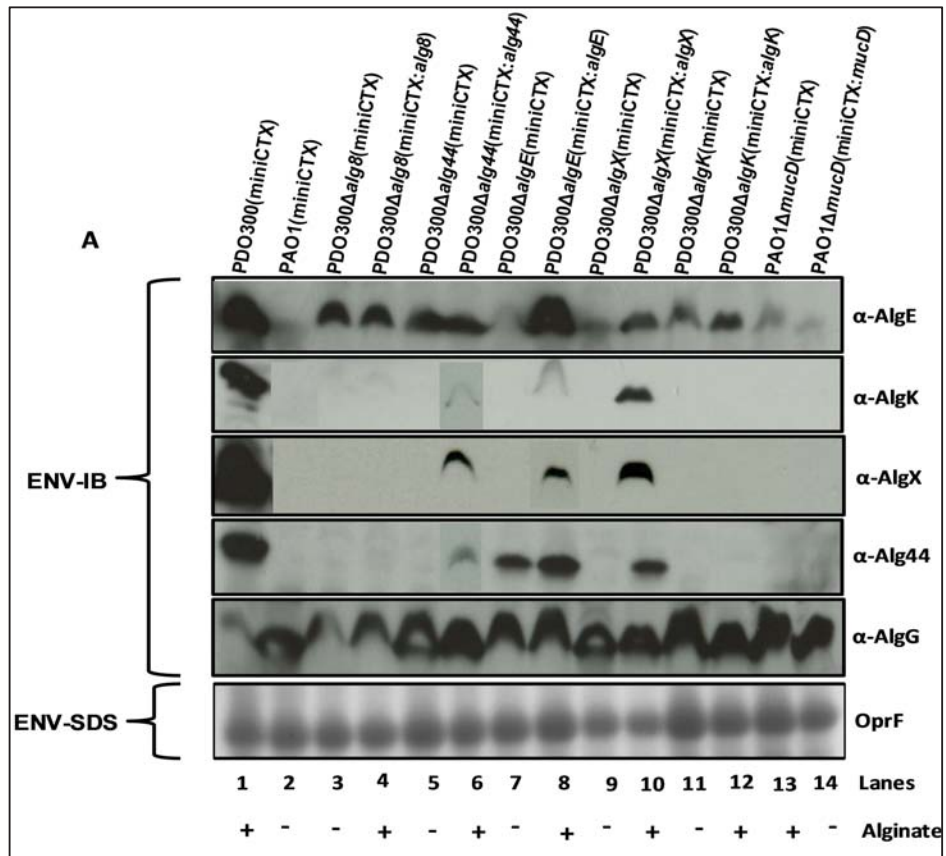 PDO300(miniCTX)
PAO1(miniCTX)
PDO300Δalg8(miniCTX)
PDO300Δalg8(miniCTX:alg8)
PDO300Δalg44(miniCTX)
PDO300Δalg44(miniCTX:alg44)
PDO300ΔalgE(miniCTX)
PDO300ΔalgE(miniCTX:algE)
PDO300ΔalgX(miniCTX)
PDO300ΔalgX(miniCTX:algX)
PDO300ΔalgK(miniCTX)
PDO300ΔalgK(miniCTX:algK)
PAO1ΔmucD(miniCTX)
PAO1ΔmucD(miniCTX:mucD)
A
α-AlgE
α-AlgK
ENV-IB
α-AlgX
α-Alg44
α-AlgG
ENV-SDS
OprF
1 2 3 4 5 6 7 8 9 10 11 12 13 14 Lanes
+ - - + - + - + - + - + + - Alginate